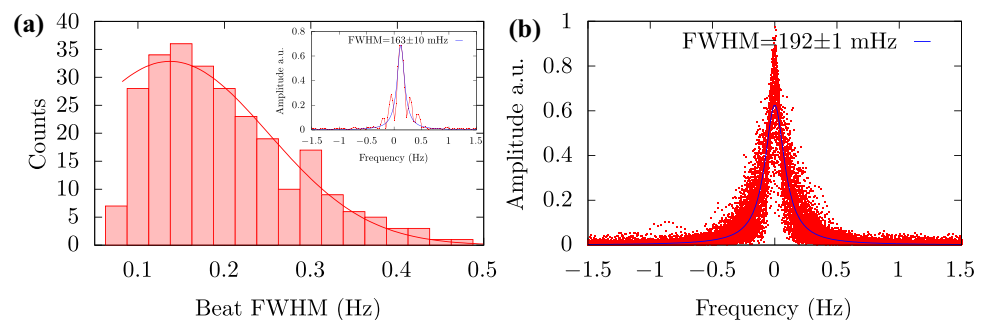 (a)
40
35
30
25
20
15
10
5
0
Counts
0.1 0.2 0.3 0.4 0.5
Beat FWHM (Hz)
FWHM=163±10 mHz
0.8
0.6
0.4
0.2
0
Amplitude a.u.
−1.5 −1 −0.5 0 0.5 1 1.5
Frequency (Hz)
(b)
FWHM=192±1 mHz
1
0.8
0.6
0.4
0.2
0
Amplitude a.u.
−1.5 −1 −0.5 0 0.5 1 1.5
Frequency (Hz)